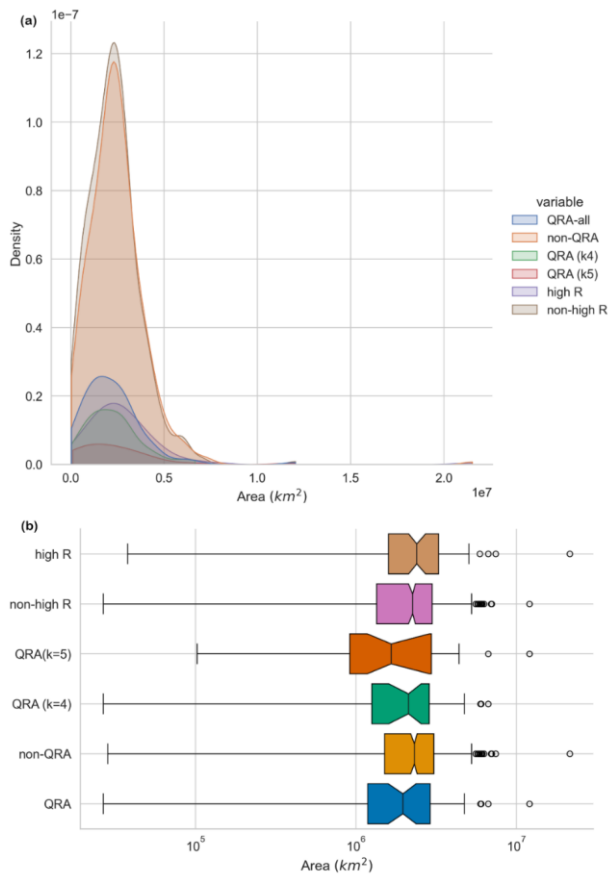 (a)
1e−7
1.2
1.0
0.8
0.6
0.4
0.2
0.0
Density
0.0
0.5
1.0
1.5
2.0
1e7
Area (km²)
variable
QRA-all
non-QRA
QRA (k4)
QRA (k5)
high R
non-high R
(b)
high R
non-high R
QRA(k=5)
QRA (k=4)
non-QRA
QRA
10⁵
10⁶
10⁷
Area (km²)